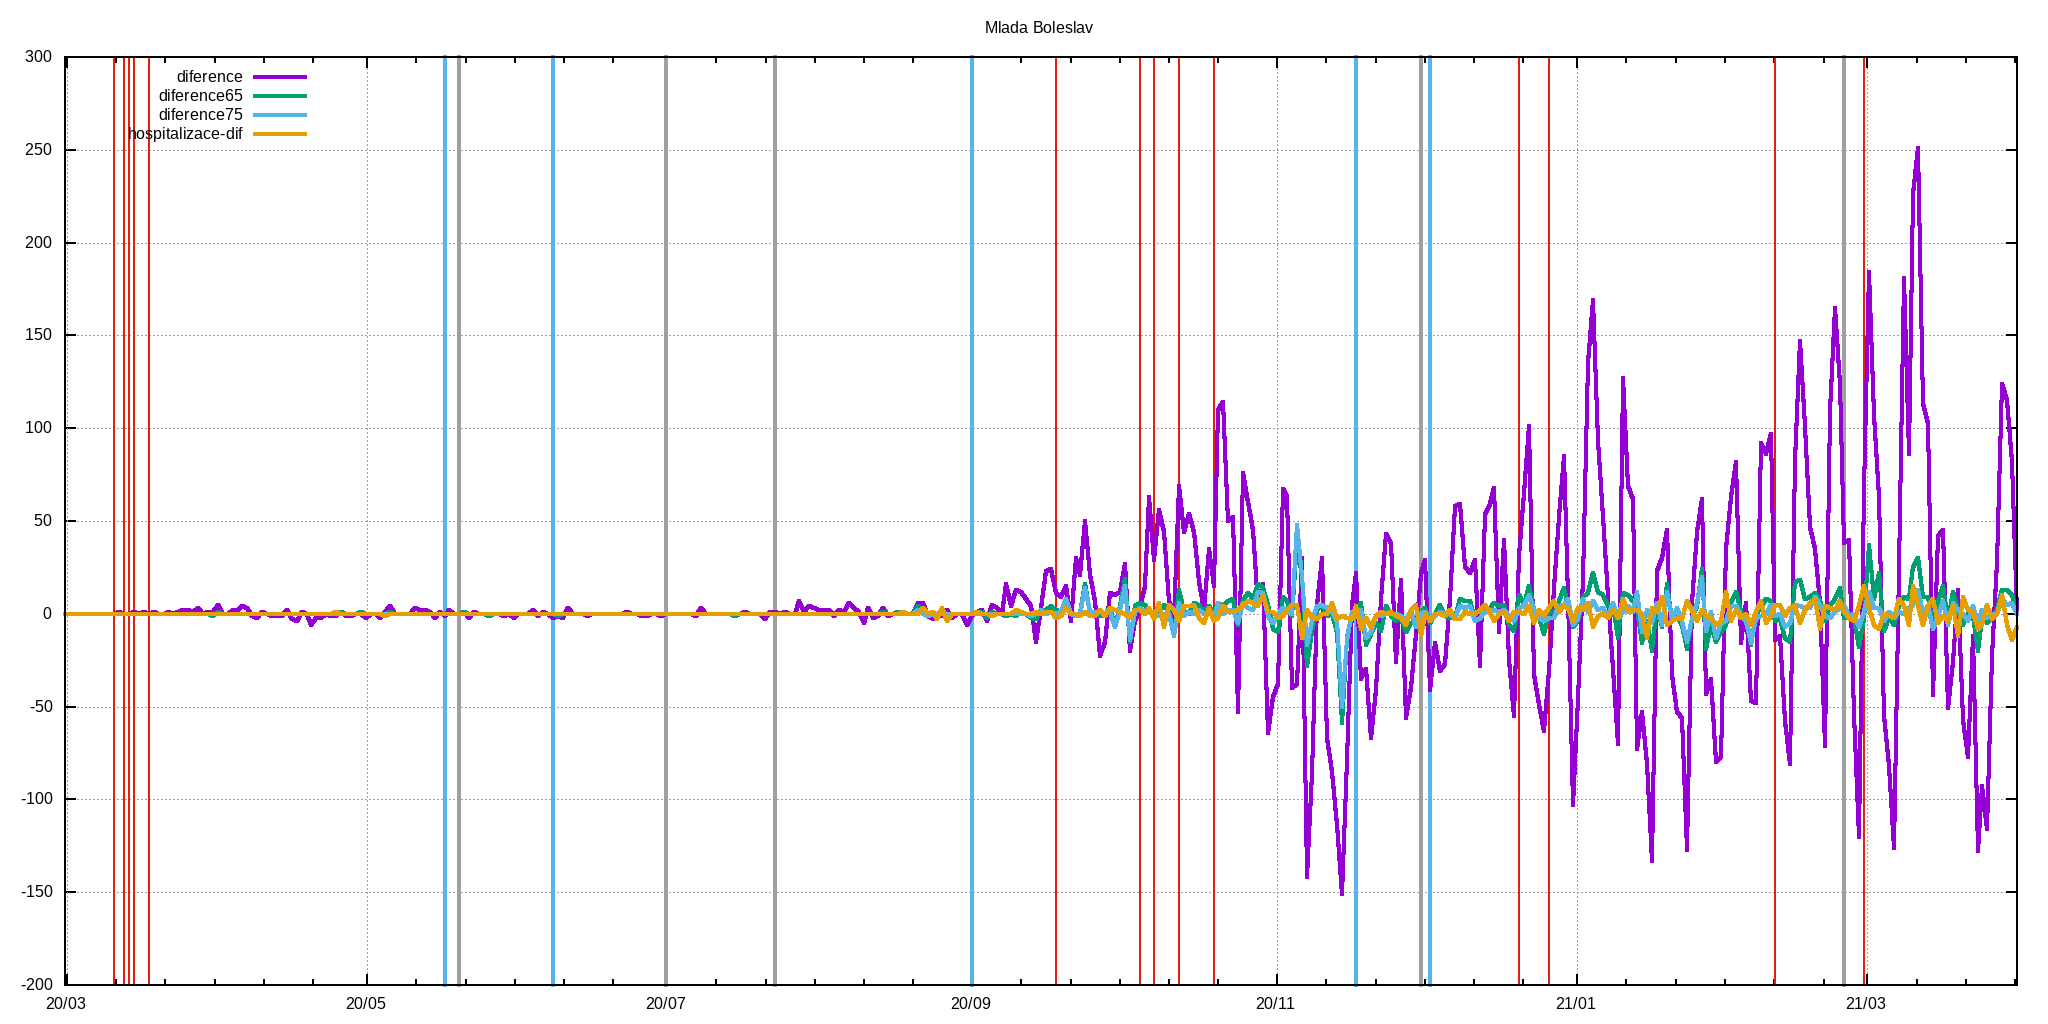 Mlada Boleslav
300
250
200
150
100
50
0
-50
-100
-150
-200
diference
diference65
diference75
hospitalizace-dif
20/03 20/05 20/07 20/09 20/11 21/01 21/03